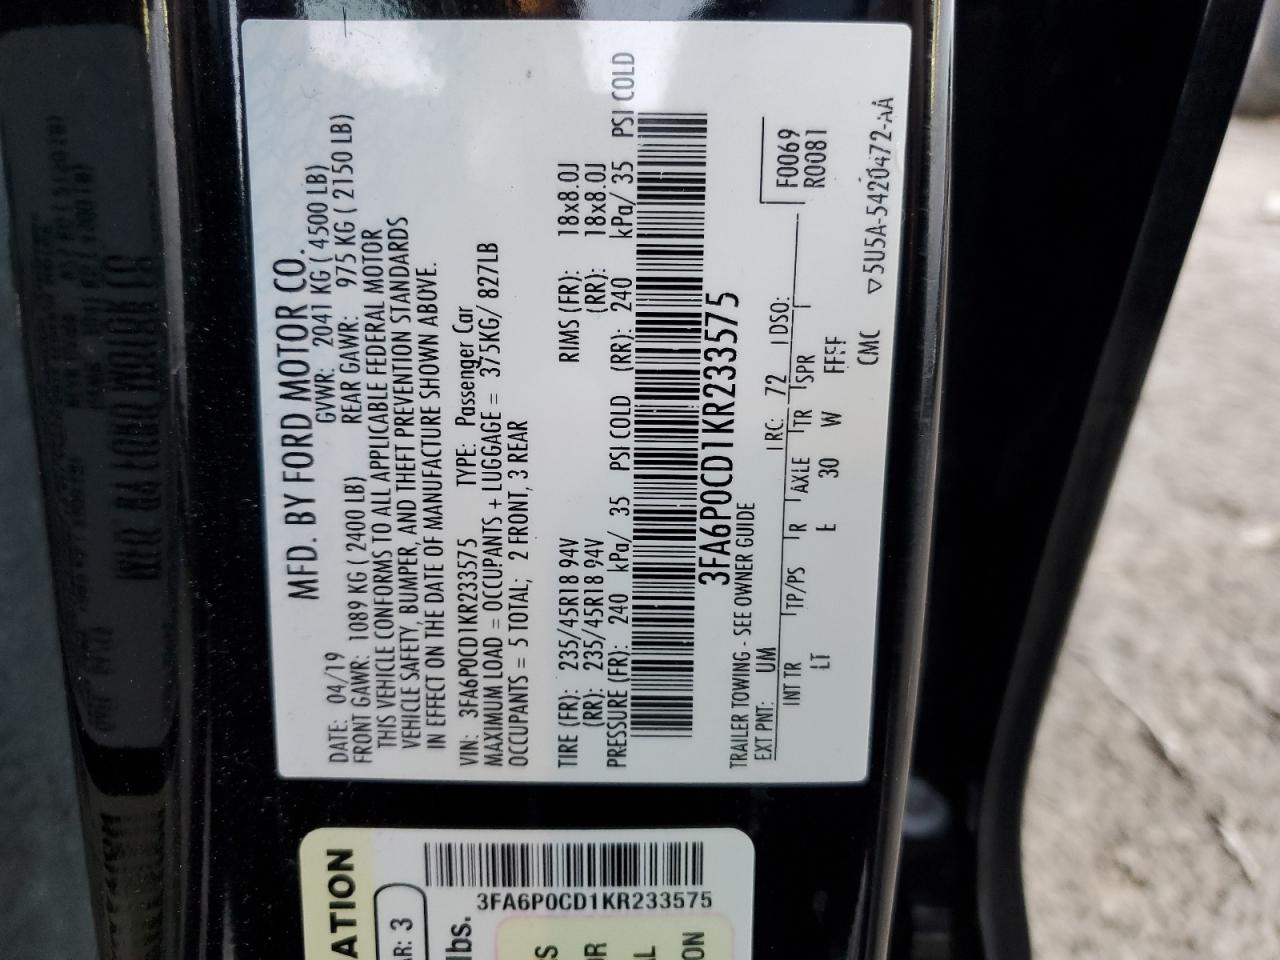 MFD. BY FORD MOTOR CO.
DATE: 04/19 GVWR: 2041 KG ( 4500 LB)
FRONT GAWR: 1089 KG ( 2400 LB) REAR GAWR: 975 KG ( 2150 LB)
THIS VEHICLE CONFORMS TO ALL APPLICABLE FEDERAL MOTOR
VEHICLE SAFETY, BUMPER, AND THEFT PREVENTION STANDARDS
IN EFFECT ON THE DATE OF MANUFACTURE SHOWN ABOVE.
VIN: 3FA6P0CD1KR233575 TYPE: Passenger Car
MAXIMUM LOAD = OCCUPANTS + LUGGAGE = 375KG/ 827LB
OCCUPANTS = 5 TOTAL; 2 FRONT, 3 REAR
TIRE (FR): 235/45R18 94V RIMS (FR): 18x8.0J
(RR): 235/45R18 94V (RR): 18x8.0J
PRESSURE (FR): 240 kPa/ 35 PSI COLD (RR): 240 kPa/ 35 PSI COLD
3FA6P0CD1KR233575
TRAILER TOWING - SEE OWNER GUIDE
EXT PNT: UM RC: 72 DSO: F0069
R0081
INT TR TP/PS R AXLE TR SPR
LT E 30 W FFFF
CMC 5U5A-5420472-AA
ATION
AR: 3
3FA6P0CD1KR233575
lbs.
S
OR
AL
ON